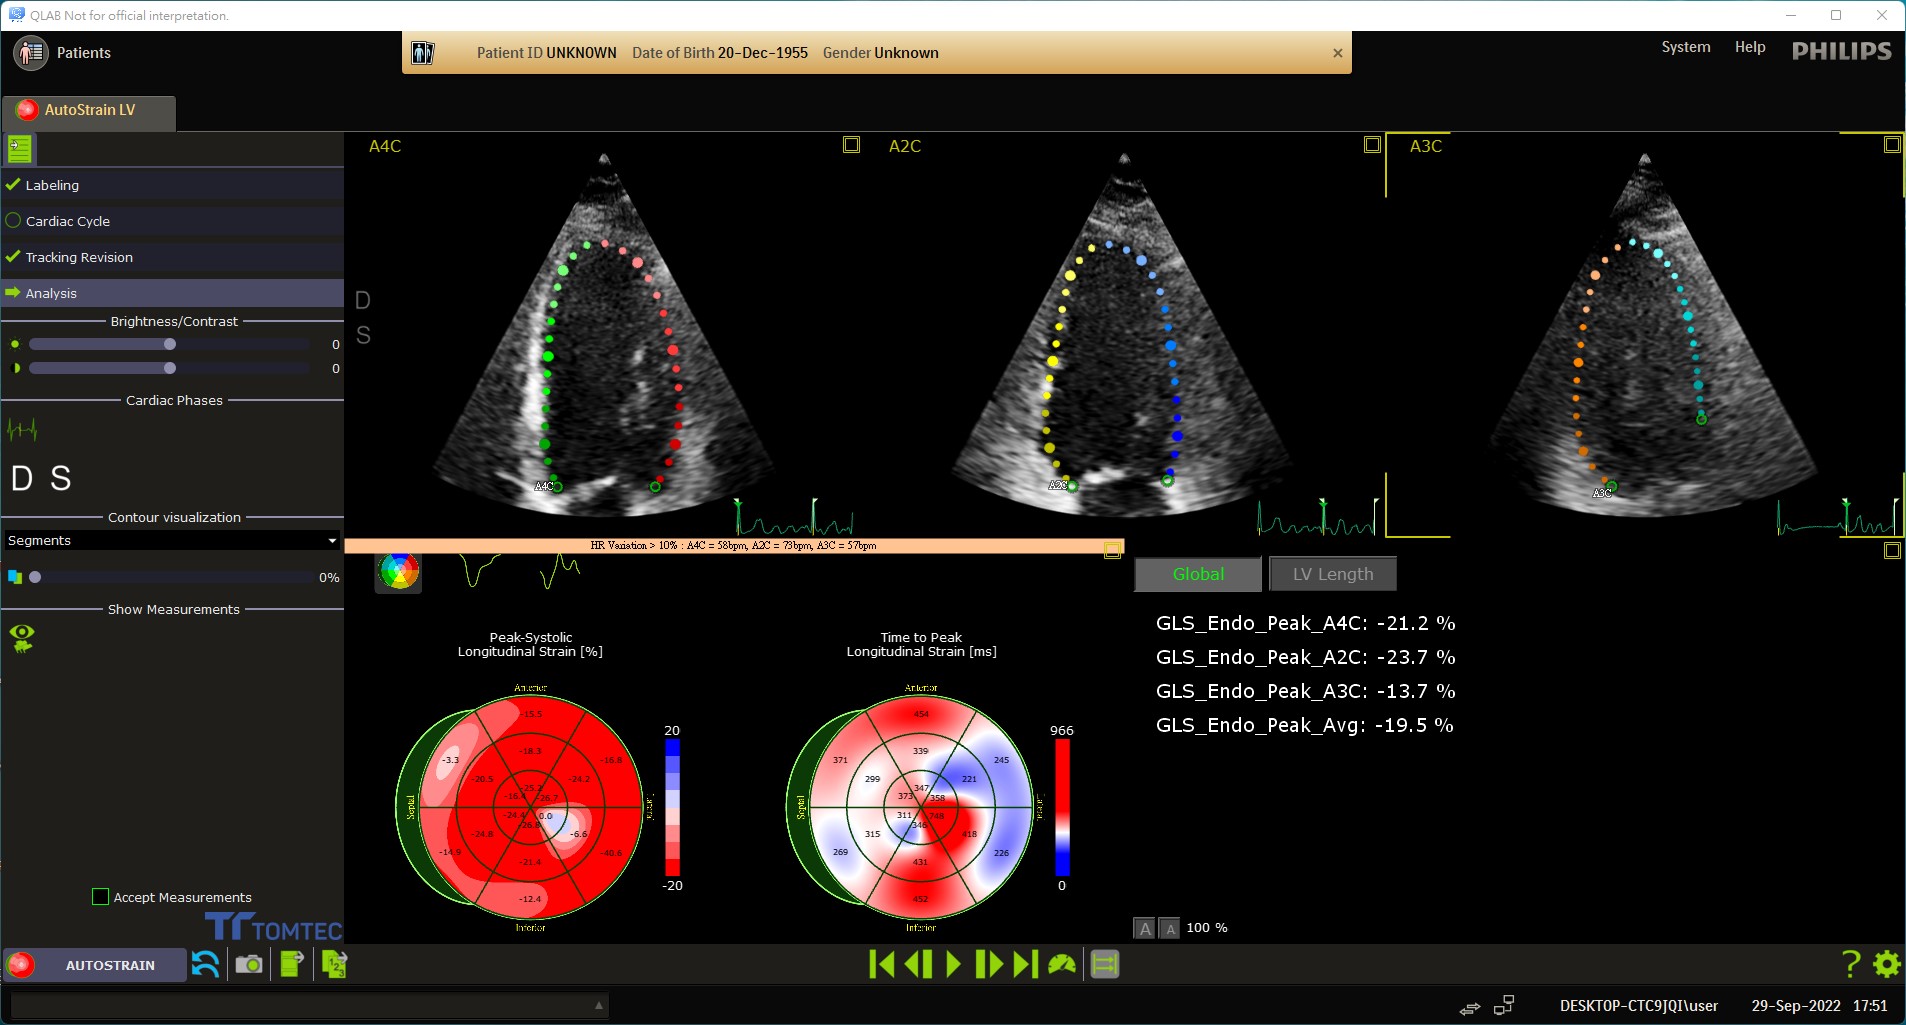 QLAB Not for official interpretation.
Patients
Patient ID UNKNOWN Date of Birth 20-Dec-1955 Gender Unknown
System Help PHILIPS
AutoStrain LV
Labeling
Cardiac Cycle
Tracking Revision
Analysis
Brightness/Contrast
0
0
Cardiac Phases
D S
Contour visualization
Segments
0%
Show Measurements
Accept Measurements
TOMTEC
A4C
A2C
A3C
D
S
A4C
A2C
A3C
HR Variation > 10% : A4C = 58bpm, A2C = 73bpm, A3C = 57bpm
Peak-Systolic
Longitudinal Strain [%]
Anterior
-15.5
-3.3
-18.3
-16.8
-20.5
-24.2
-25.2
-16.4
-26.7
Septal
Lateral
-24.4
0.0
-26.8
-24.8
-6.6
-14.9
-21.4
-40.6
-12.4
Inferior
20
-20
Time to Peak
Longitudinal Strain [ms]
Anterior
454
371
339
245
299
221
347
373
358
Septal
Lateral
311
748
346
315
418
269
431
226
452
Inferior
966
0
Global
LV Length
GLS_Endo_Peak_A4C: -21.2 %
GLS_Endo_Peak_A2C: -23.7 %
GLS_Endo_Peak_A3C: -13.7 %
GLS_Endo_Peak_Avg: -19.5 %
A A 100 %
AUTOSTRAIN
1 2 3
?
DESKTOP-CTC9JQI\user 29-Sep-2022 17:51